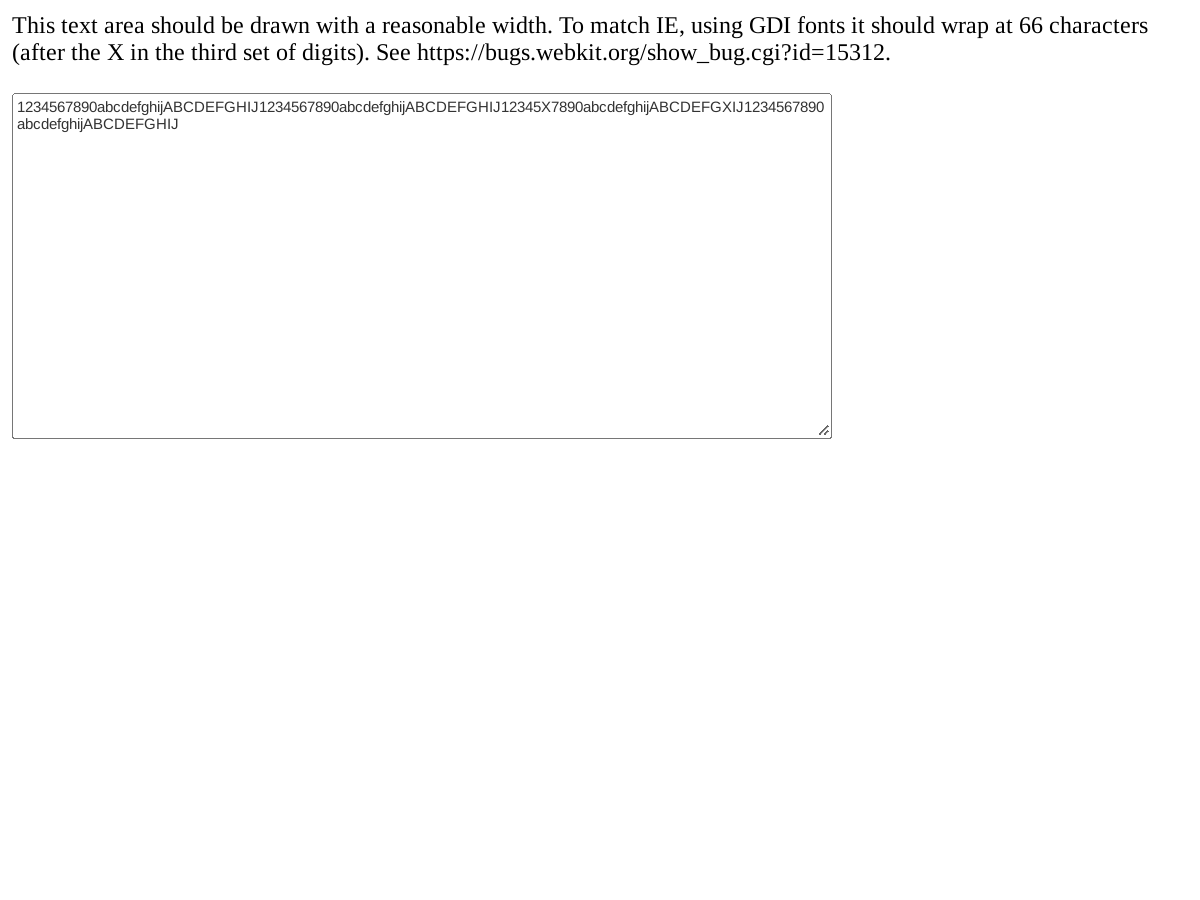 This text area should be drawn with a reasonable width. To match IE, using GDI fonts it should wrap at 66 characters
(after the X in the third set of digits). See https://bugs.webkit.org/show_bug.cgi?id=15312.
1234567890abcdefghijABCDEFGHIJ1234567890abcdefghijABCDEFGHIJ12345X7890abcdefghijABCDEFGXIJ1234567890
abcdefghijABCDEFGHIJ